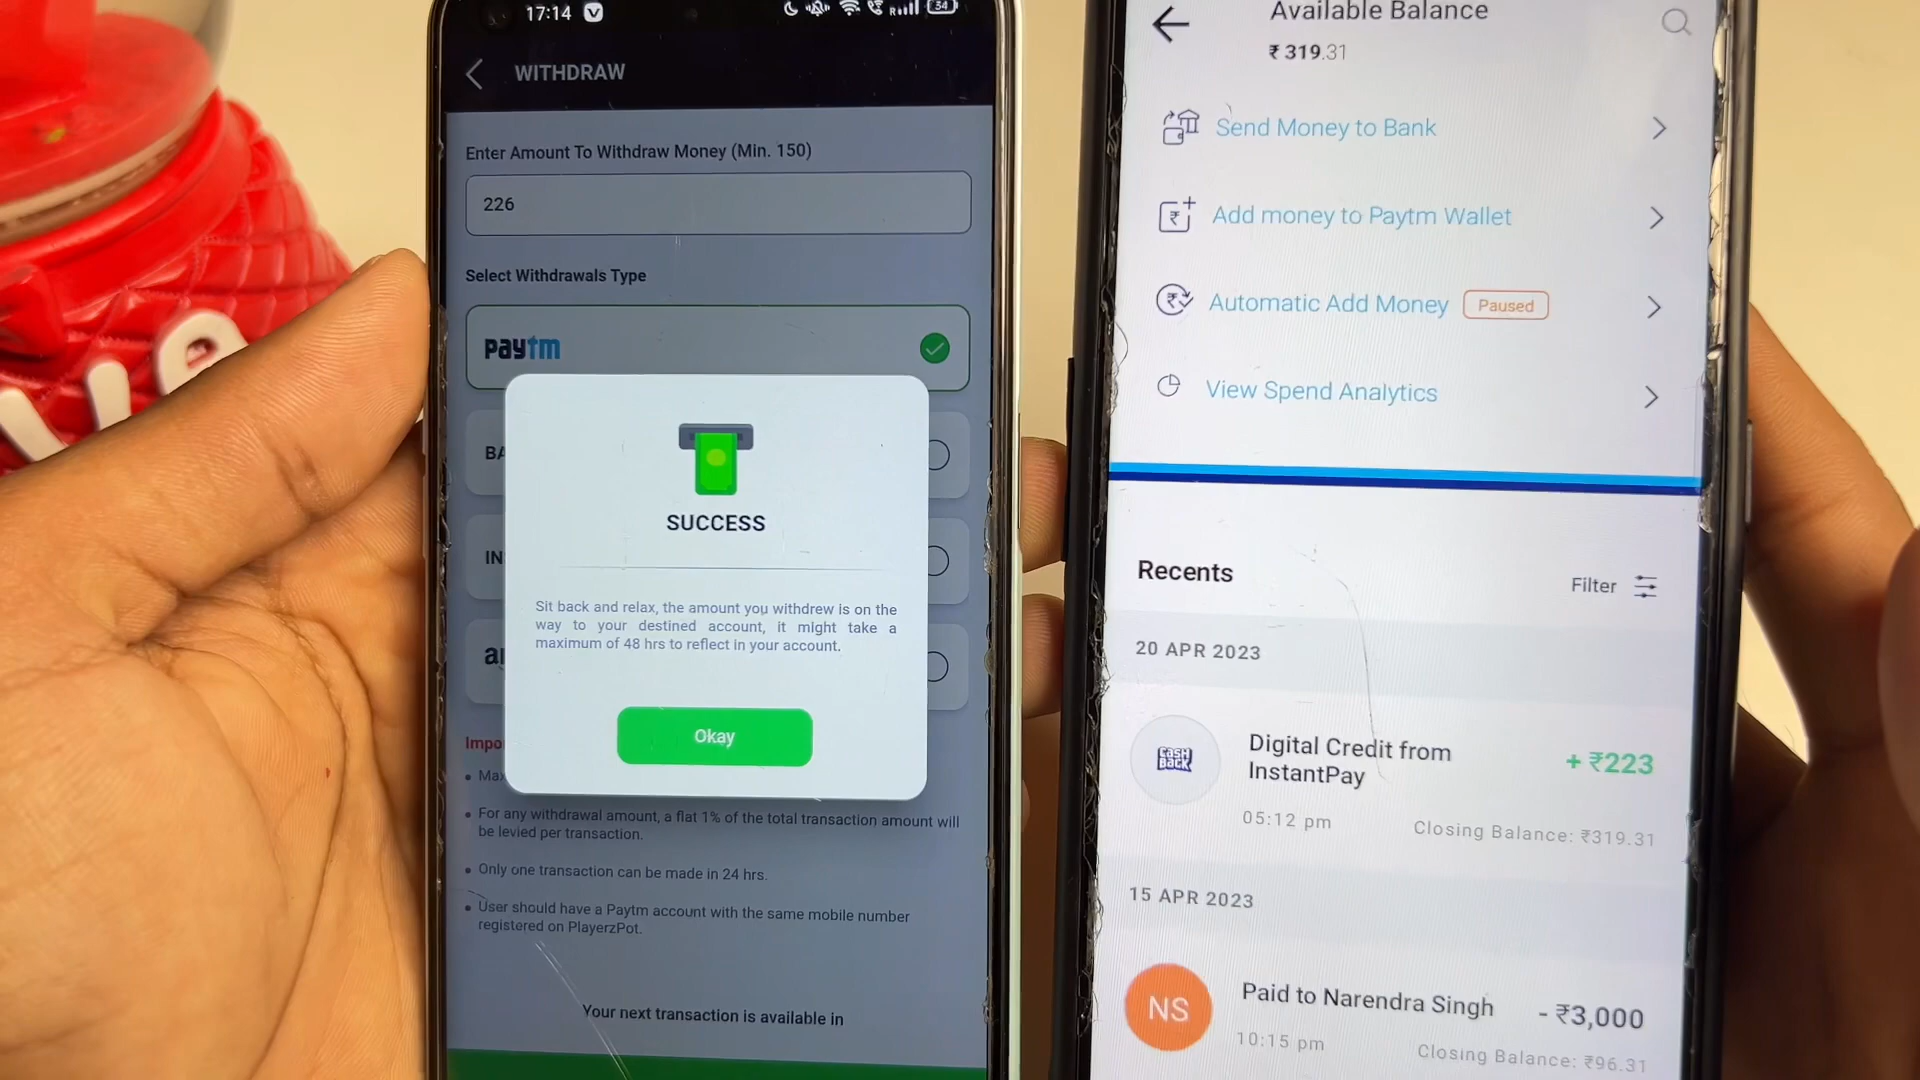 17:14
54
WITHDRAW
Enter Amount To Withdraw Money (Min. 150)
226
Select Withdrawals Type
paytm
BA
IN
SUCCESS
Sit back and relax, the amount you withdrew is on the
way to your destined account, it might take a
maximum of 48 hrs to reflect in your account.
Okay
Impo
Max
For any withdrawal amount, a flat 1% of the total transaction amount will
be levied per transaction.
Only one transaction can be made in 24 hrs.
User should have a Paytm account with the same mobile number
registered on PlayerzPot.
Your next transaction is available in
Available Balance
₹ 319.31
Send Money to Bank
Add money to Paytm Wallet
Automatic Add Money Paused
View Spend Analytics
Recents
Filter
20 APR 2023
CASH
BACK
Digital Credit from
InstantPay
+ ₹223
05:12 pm
Closing Balance: ₹319.31
15 APR 2023
NS
Paid to Narendra Singh
- ₹3,000
10:15 pm
Closing Balance: ₹96.31